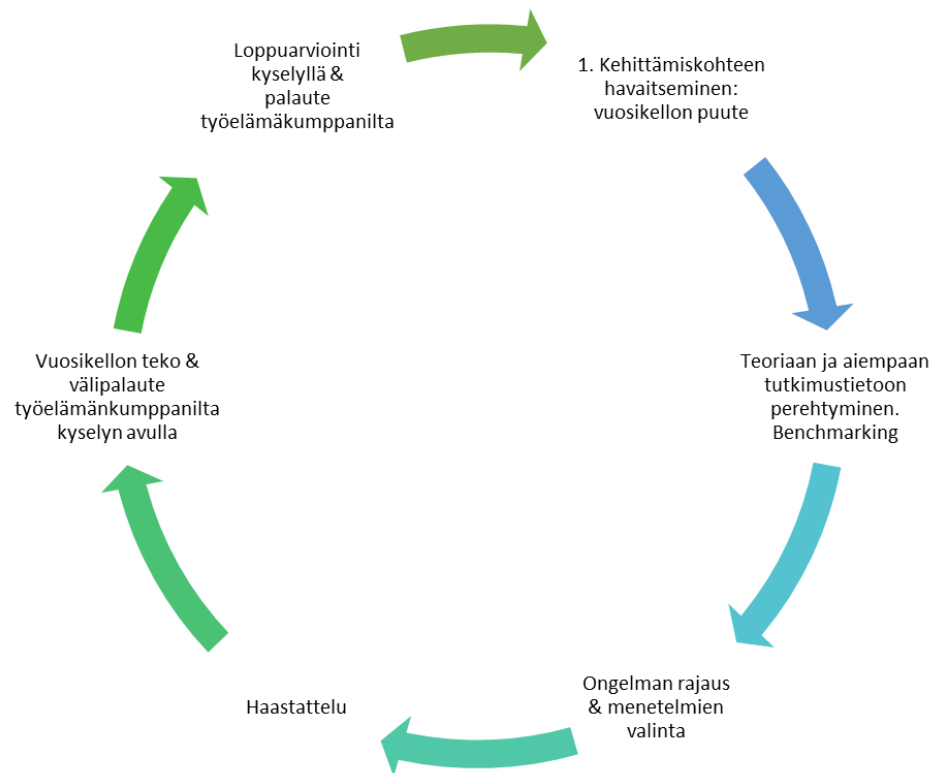 1. Kehittämiskohteen
havaitseminen:
vuosikellon puute
Teoriaan ja aiempaan
tutkimustietoon
perehtyminen.
Benchmarking
Ongelman rajaus
& menetelmien
valinta
Haastattelu
Vuosikellon teko &
välipalaute
työelämänkumppanilta
kyselyn avulla
Loppuarviointi
kyselyllä &
palaute
työelämäkumppanilta